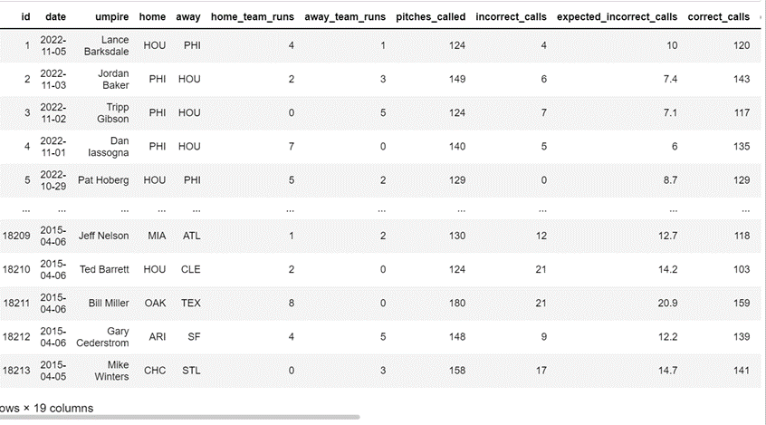 id date umpire home away home_team_runs away_team_runs pitches_called incorrect_calls expected_incorrect_calls correct_calls
1 2022-11-05 Lance Barksdale HOU PHI 4 1 124 4 10 120
2 2022-11-03 Jordan Baker PHI HOU 2 3 149 6 7.4 143
3 2022-11-02 Tripp Gibson PHI HOU 0 5 124 7 7.1 117
4 2022-11-01 Dan Iassogna PHI HOU 7 0 140 5 6 135
5 2022-10-29 Pat Hoberg HOU PHI 5 2 129 0 8.7 129
... ... ... ... ... ... ... ... ... ... ...
18209 2015-04-06 Jeff Nelson MIA ATL 1 2 130 12 12.7 118
18210 2015-04-06 Ted Barrett HOU CLE 2 0 124 21 14.2 103
18211 2015-04-06 Bill Miller OAK TEX 8 0 180 21 20.9 159
18212 2015-04-06 Gary Cederstrom ARI SF 4 5 148 9 12.2 139
18213 2015-04-05 Mike Winters CHC STL 0 3 158 17 14.7 141
ows × 19 columns